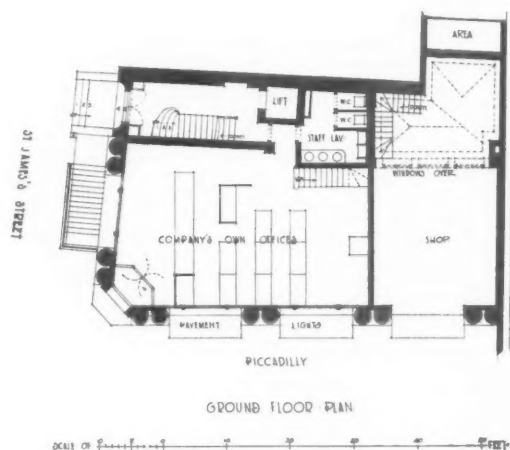 AREA
LIFT
W.C.
W.C.
STAFF LAV.
DOWN
WINDOWS OVER
ST JAMES'S STREET
COMPANY'S OWN OFFICES
SHOP
PAVEMENT
LIGHTS
PICCADILLY
GROUND FLOOR PLAN
SCALE OF
FEET